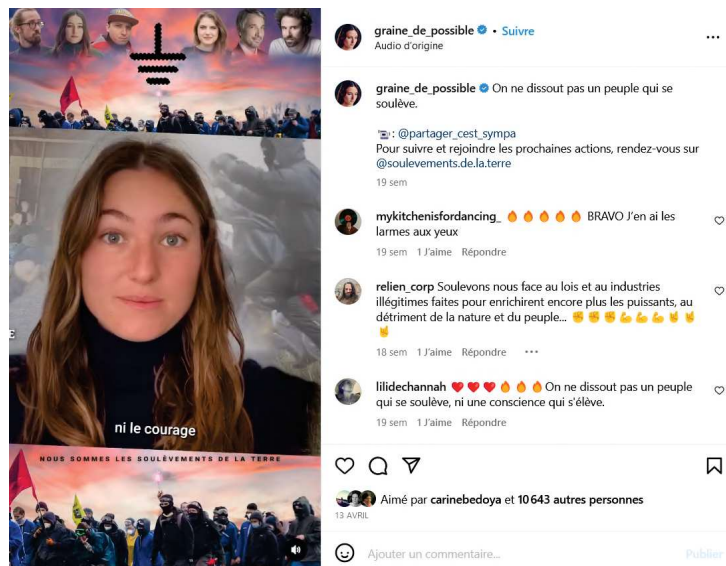 graine_de_possible • Suivre
Audio d'origine
graine_de_possible On ne dissout pas un peuple qui se
soulève.
: @partager_cest_sympa
Pour suivre et rejoindre les prochaines actions, rendez-vous sur
@soulevements.de.la.terre
19 sem
mykitchenisfordancing_ 🔥 🔥 🔥 🔥 🔥 BRAVO J'en ai les
larmes aux yeux
19 sem 1 J'aime Répondre
relien_corp Soulevons nous face au lois et au industries
illégitimes faites pour enrichirent encore plus les puissants, au
détriment de la nature et du peuple... ✊ ✊ ✊ 💪 💪 💪 🤘 🤘
🤘
18 sem 1 J'aime Répondre •••
lilidechannah ❤️ ❤️ ❤️ 🔥 🔥 🔥 On ne dissout pas un peuple
qui se soulève, ni une conscience qui s'élève.
19 sem 1 J'aime Répondre
E
ni le courage
NOUS SOMMES LES SOULÈVEMENTS DE LA TERRE
Aimé par carinebedoya et 10 643 autres personnes
13 AVRIL
Ajouter un commentaire...
Publier